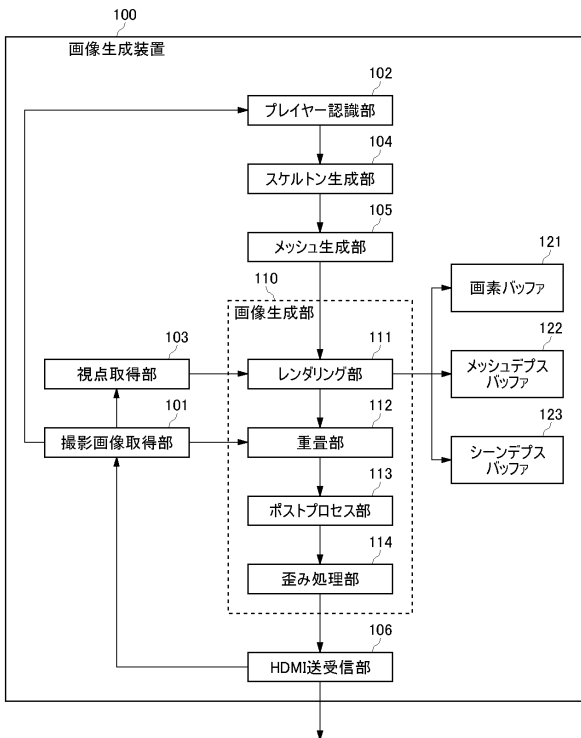 100
画像生成装置
102
プレイヤー認識部
104
スケルトン生成部
105
メッシュ生成部
110
画像生成部
121
画素バッファ
103
視点取得部
111
レンダリング部
122
メッシュデプス
バッファ
101
撮影画像取得部
112
重畳部
123
シーンデプス
バッファ
113
ポストプロセス部
114
歪み処理部
106
HDMI送受信部